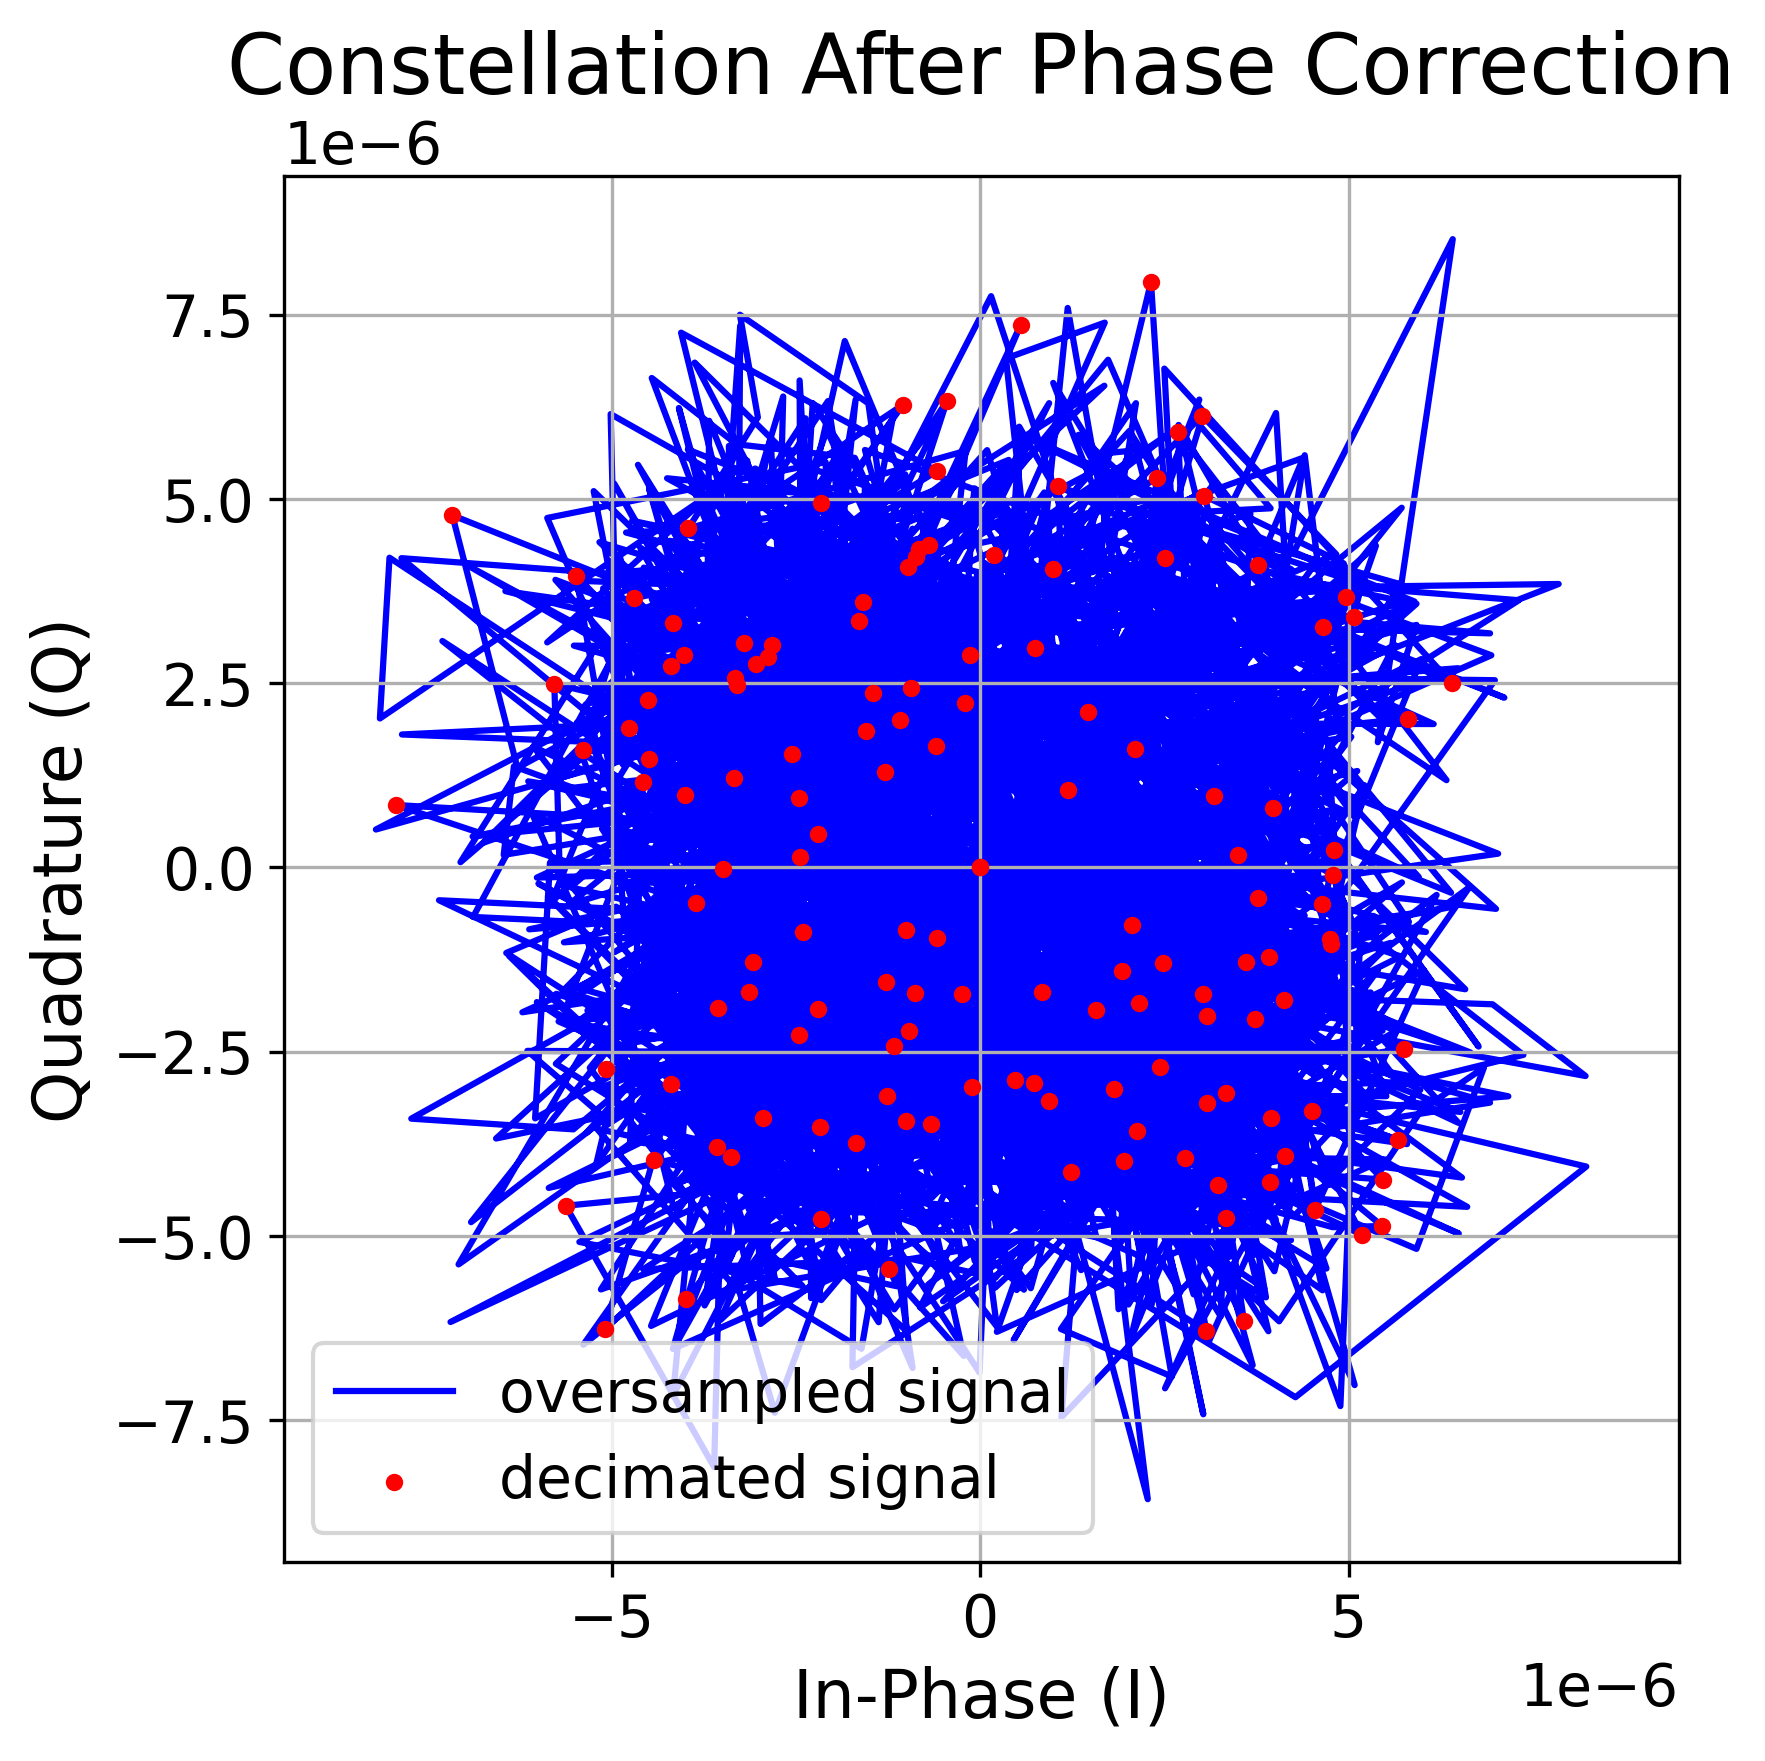 Constellation After Phase Correction
1e−6
7.5
5.0
2.5
0.0
−2.5
−5.0
−7.5
Quadrature (Q)
oversampled signal
decimated signal
−5 0 5
In-Phase (I)
1e−6